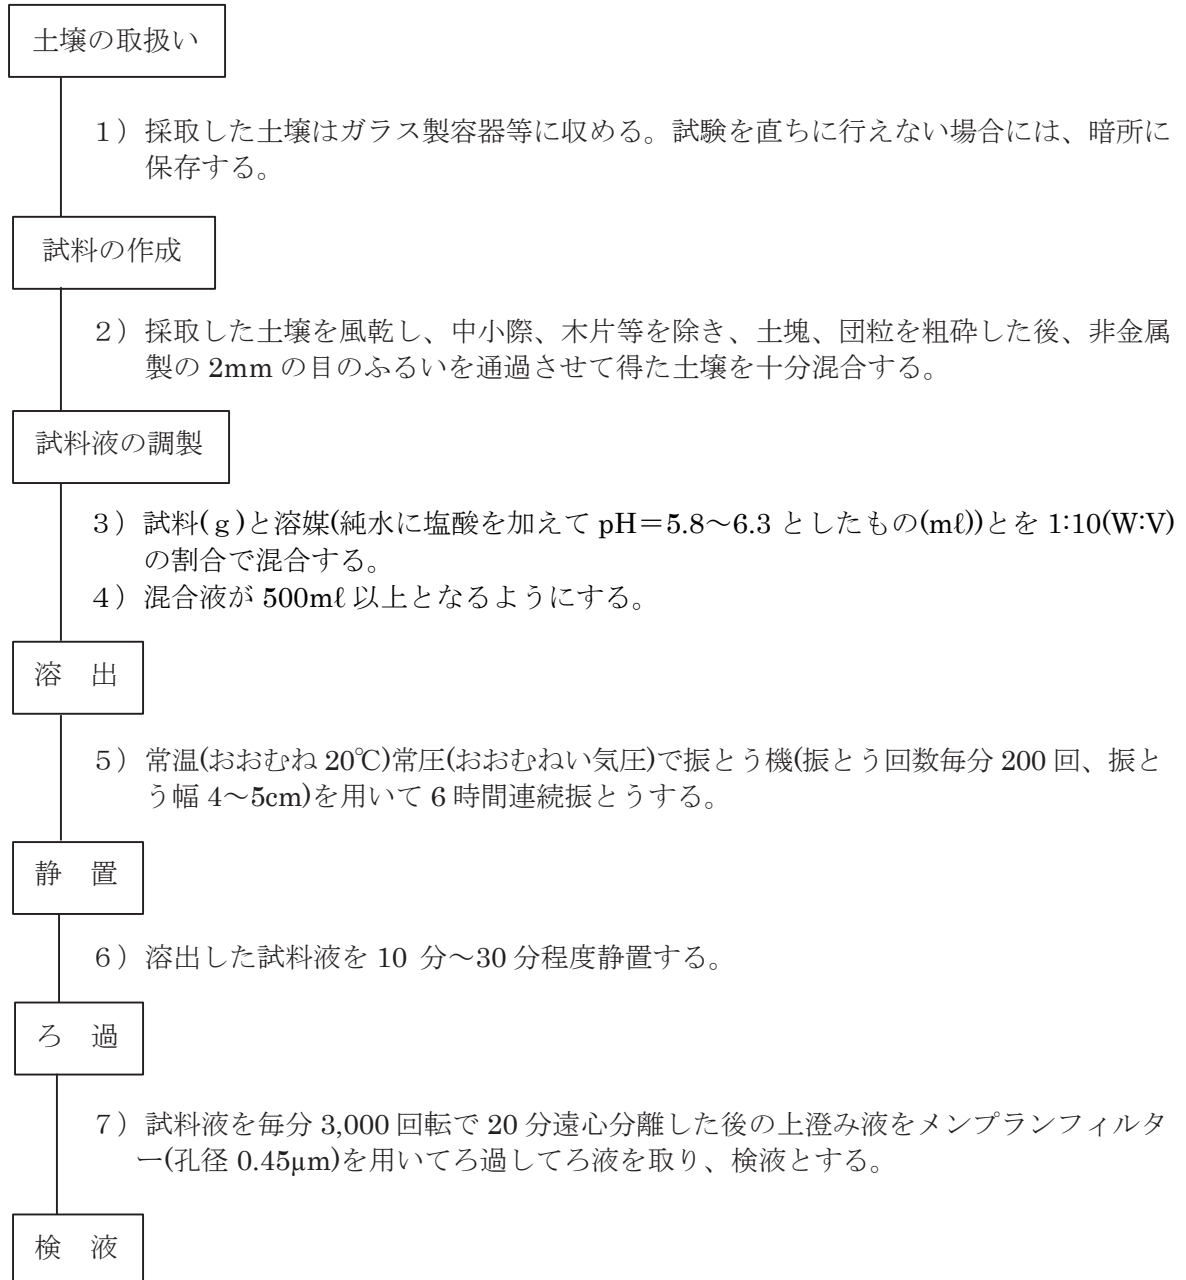 土壌の取扱い
1）採取した土壌はガラス製容器等に収める。試験を直ちに行えない場合には、暗所に
保存する。
試料の作成
2）採取した土壌を風乾し、中小際、木片等を除き、土塊、団粒を粗砕した後、非金属
製の 2mm の目のふるいを通過させて得た土壌を十分混合する。
試料液の調製
3）試料(ｇ)と溶媒(純水に塩酸を加えて pH＝5.8～6.3 としたもの(mℓ))とを 1:10(W:V)
の割合で混合する。
4）混合液が 500mℓ 以上となるようにする。
溶　出
5）常温(おおむね 20℃)常圧(おおむねい気圧)で振とう機(振とう回数毎分 200 回、振と
う幅 4～5cm)を用いて 6 時間連続振とうする。
静　置
6）溶出した試料液を 10 分～30 分程度静置する。
ろ　過
7）試料液を毎分 3,000 回転で 20 分遠心分離した後の上澄み液をメンプランフィルタ
ー(孔径 0.45μm)を用いてろ過してろ液を取り、検液とする。
検　液